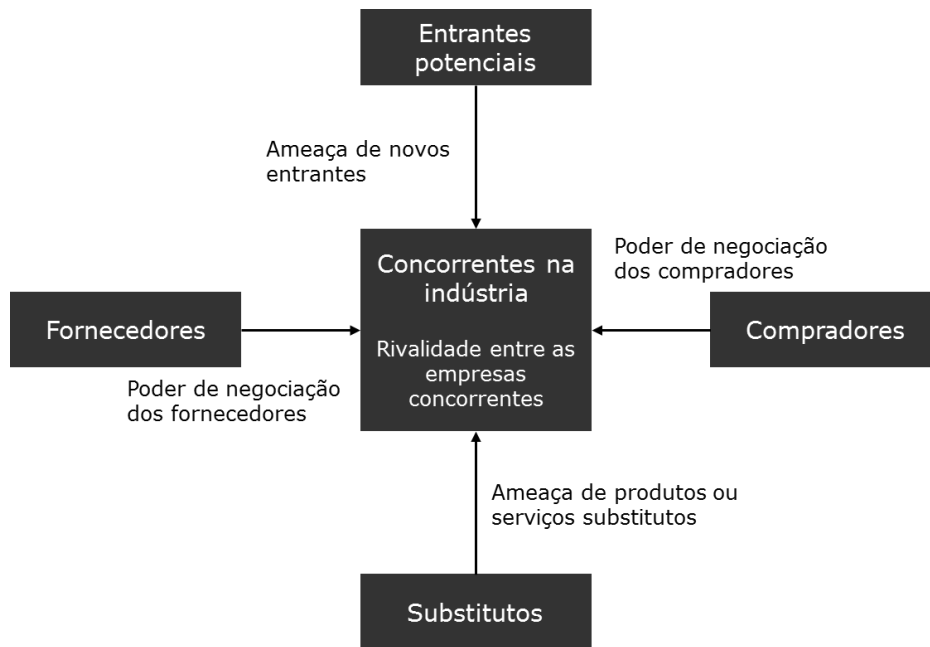 Entrantes
potenciais
Ameaça de novos
entrantes
Poder de negociação
dos compradores
Concorrentes na
indústria
Fornecedores
Compradores
Rivalidade entre as
empresas
concorrentes
Poder de negociação
dos fornecedores
Ameaça de produtos ou
serviços substitutos
Substitutos